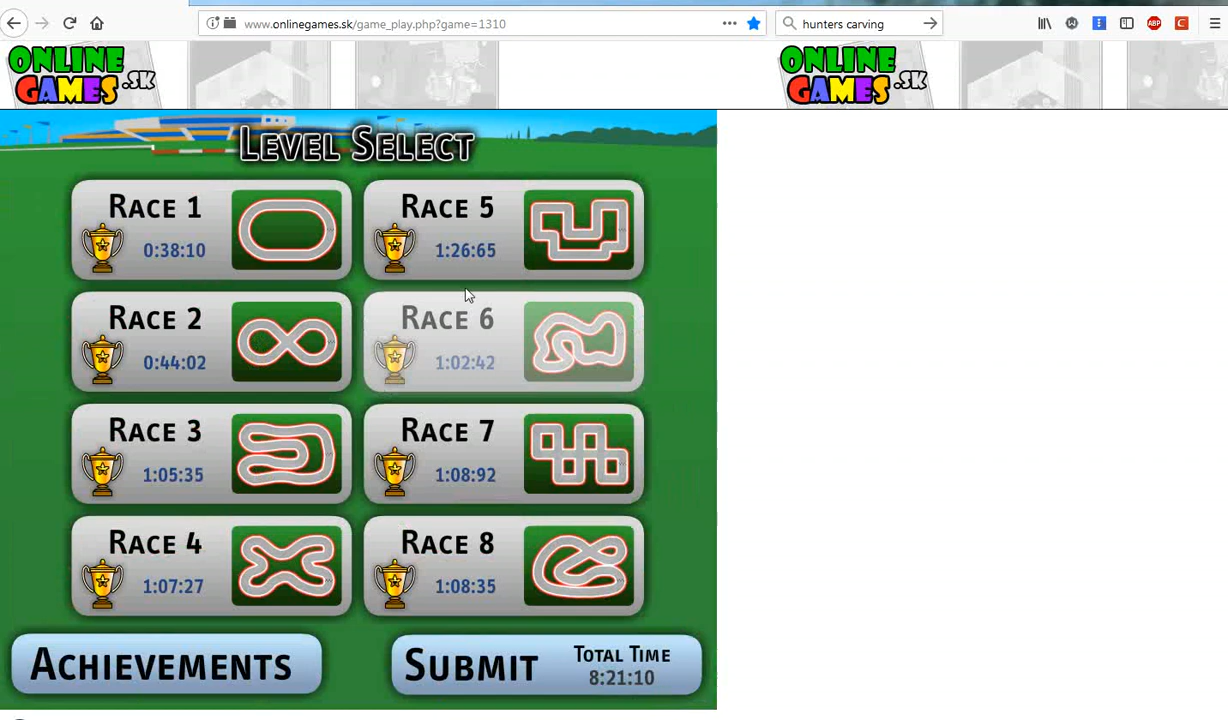 www.onlinegames.sk/game_play.php?game=1310
hunters carving
ONLINE
GAMES.SK
ONLINE
GAMES.SK
LEVEL SELECT
RACE 1
0:38:10
RACE 5
1:26:65
RACE 2
0:44:02
RACE 6
1:02:42
RACE 3
1:05:35
RACE 7
1:08:92
RACE 4
1:07:27
RACE 8
1:08:35
ACHIEVEMENTS
SUBMIT
TOTAL TIME
8:21:10